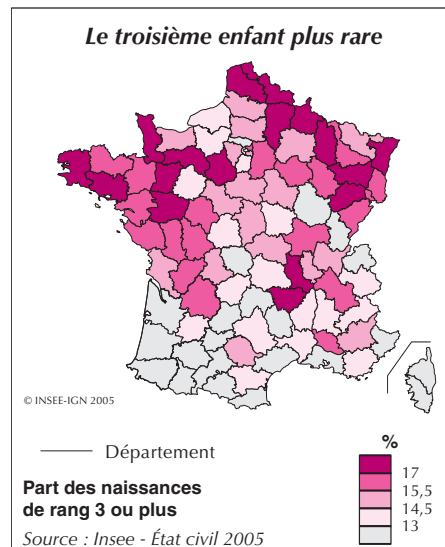 Le troisième enfant plus rare
© INSEE-IGN 2005
Département
Part des naissances
de rang 3 ou plus
Source : Insee - État civil 2005
%
17
15,5
14,5
13